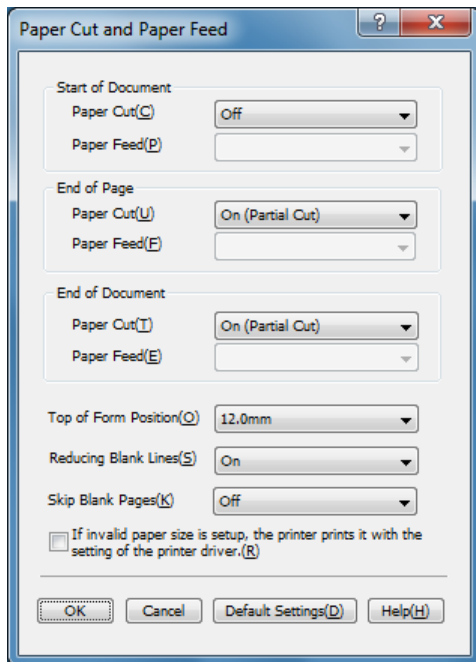 Paper Cut and Paper Feed
?
Start of Document
Paper Cut(C) Off
Paper Feed(P)
End of Page
Paper Cut(U) On (Partial Cut)
Paper Feed(F)
End of Document
Paper Cut(T) On (Partial Cut)
Paper Feed(E)
Top of Form Position(O) 12.0mm
Reducing Blank Lines(S) On
Skip Blank Pages(K) Off
If invalid paper size is setup, the printer prints it with the
setting of the printer driver.(R)
OK Cancel Default Settings(D) Help(H)